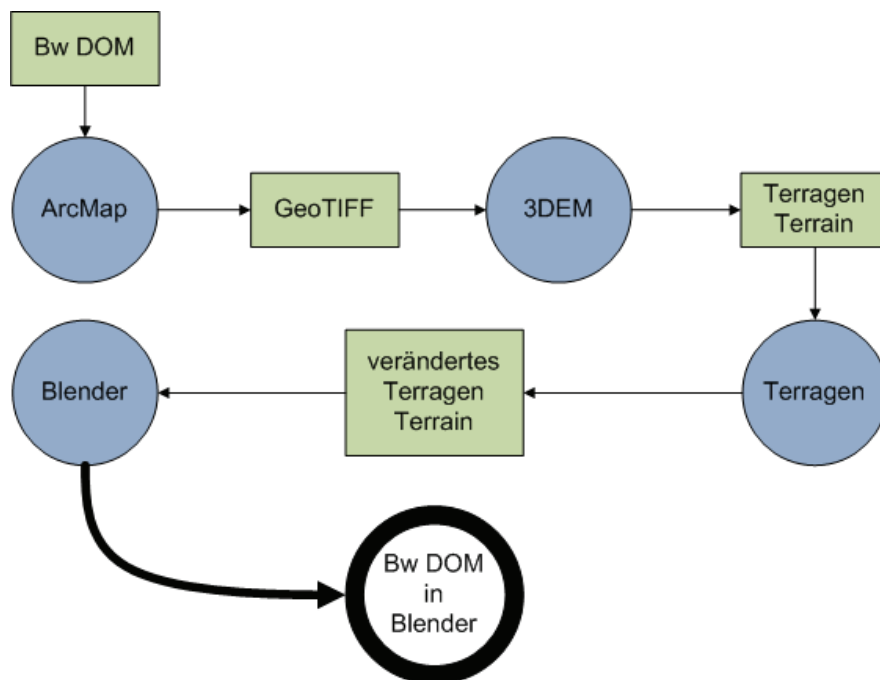 Bw DOM
ArcMap
GeoTIFF
3DEM
Terragen
Terrain
Terragen
verändertes
Terragen
Terrain
Blender
Bw DOM
in
Blender